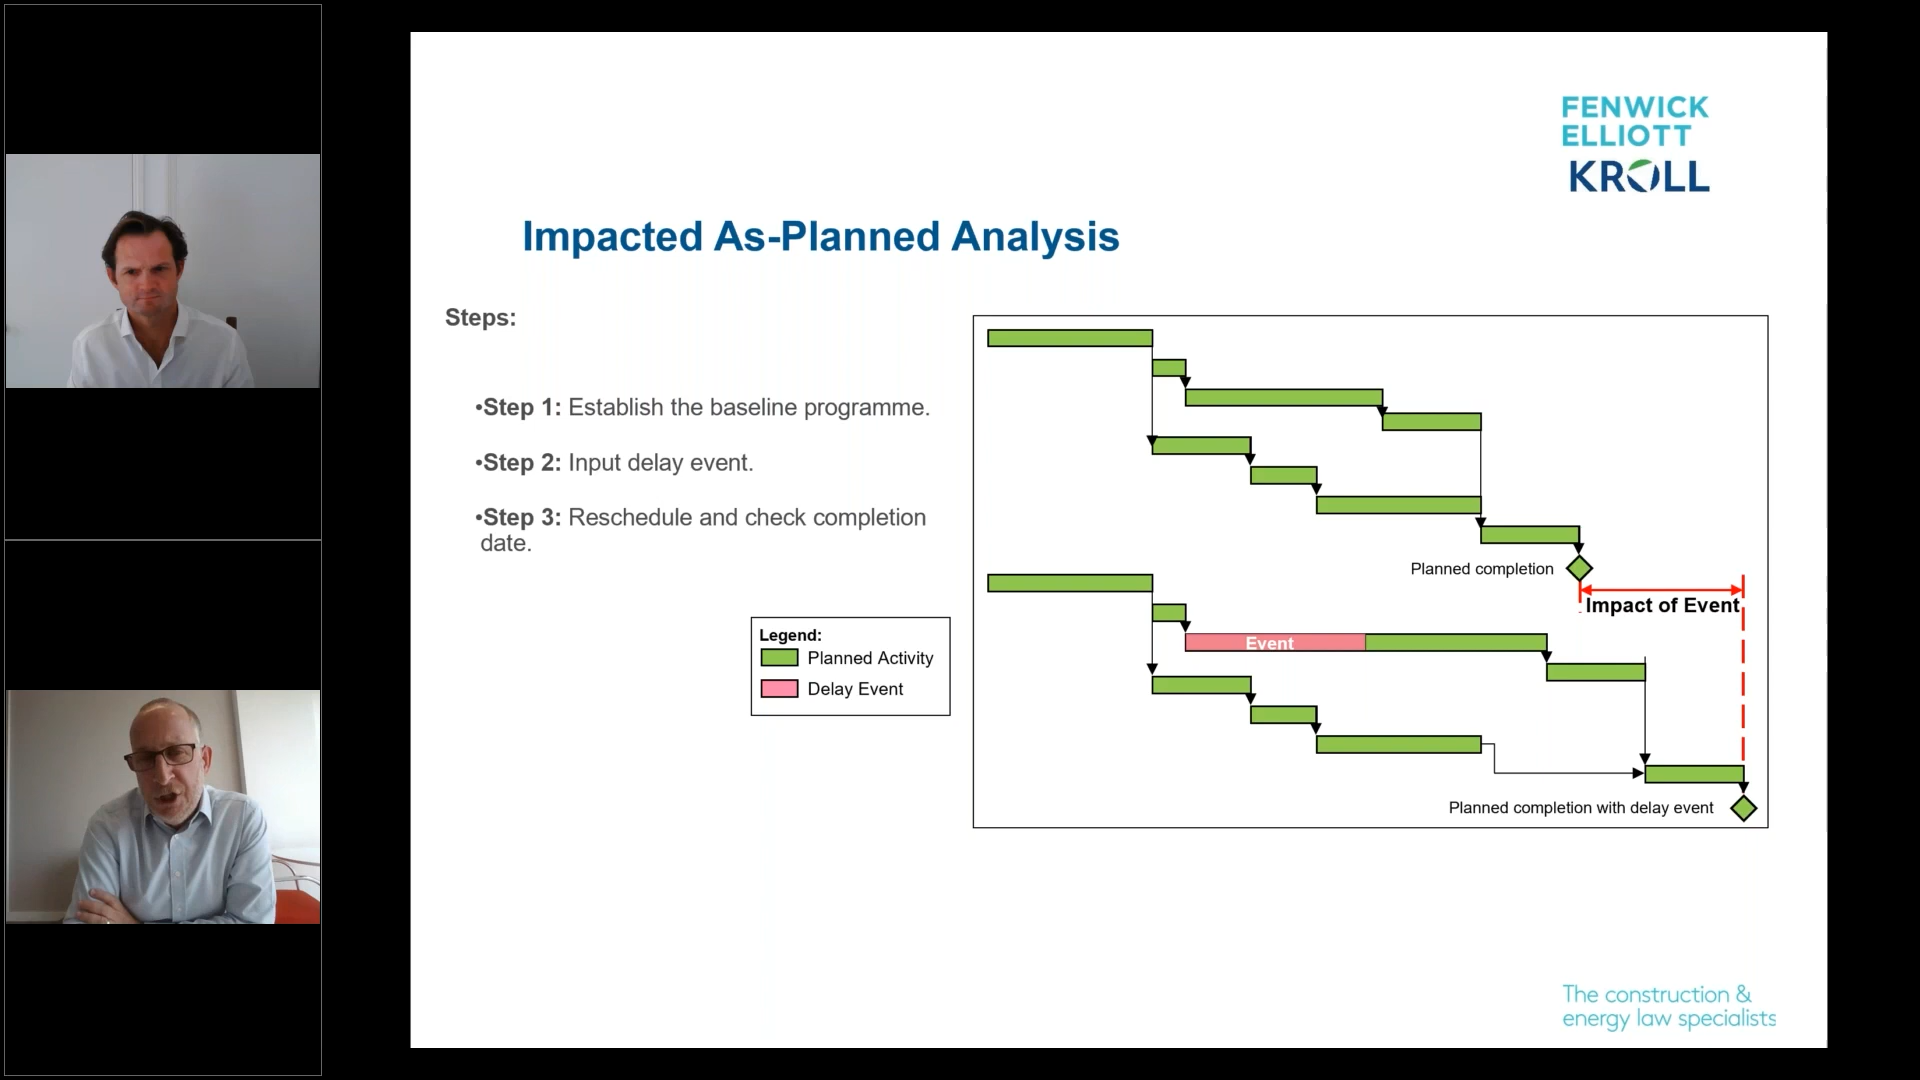 FENWICK
ELLIOTT
KROLL
Impacted As-Planned Analysis
Steps:
•Step 1: Establish the baseline programme.
•Step 2: Input delay event.
•Step 3: Reschedule and check completion
date.
Legend:
Planned Activity
Delay Event
Planned completion
Impact of Event
Event
Planned completion with delay event
The construction &
energy law specialists